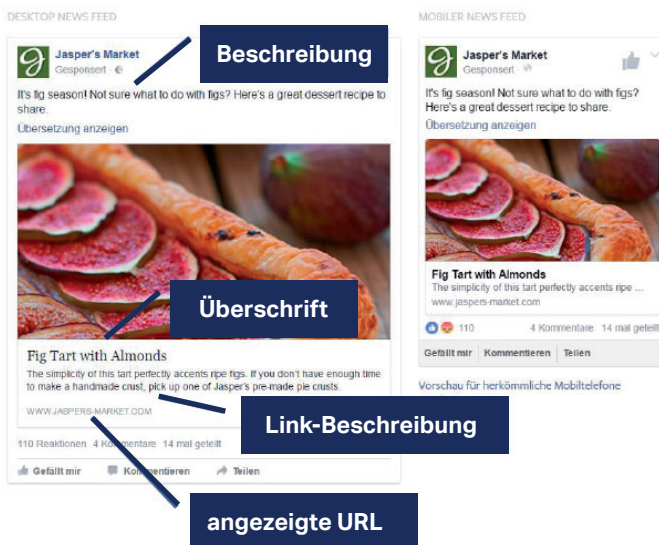 DESKTOP NEWS FEED
Jasper's Market
Gesponsert
Beschreibung
It's fig season! Not sure what to do with figs? Here's a great dessert recipe to
share.
Übersetzung anzeigen
Überschrift
Fig Tart with Almonds
The simplicity of this tart perfectly accents ripe figs. If you don't have enough time
to make a handmade crust, pick up one of Jasper's pre-made pie crusts.
Link-Beschreibung
WWW.JASPERS-MARKET.COM
110 Reaktionen 4 Kommentare 14 mal geteilt
Gefällt mir Kommentieren Teilen
angezeigte URL
MOBILER NEWS FEED
Jasper's Market
Gesponsert
It's fig season! Not sure what to do with figs?
Here's a great dessert recipe to share.
Übersetzung anzeigen
Fig Tart with Almonds
The simplicity of this tart perfectly accents ripe ...
www.jaspers-market.com
110 4 Kommentare 14 mal geteilt
Gefällt mir Kommentieren Teilen
Vorschau für herkömmliche Mobiltelefone